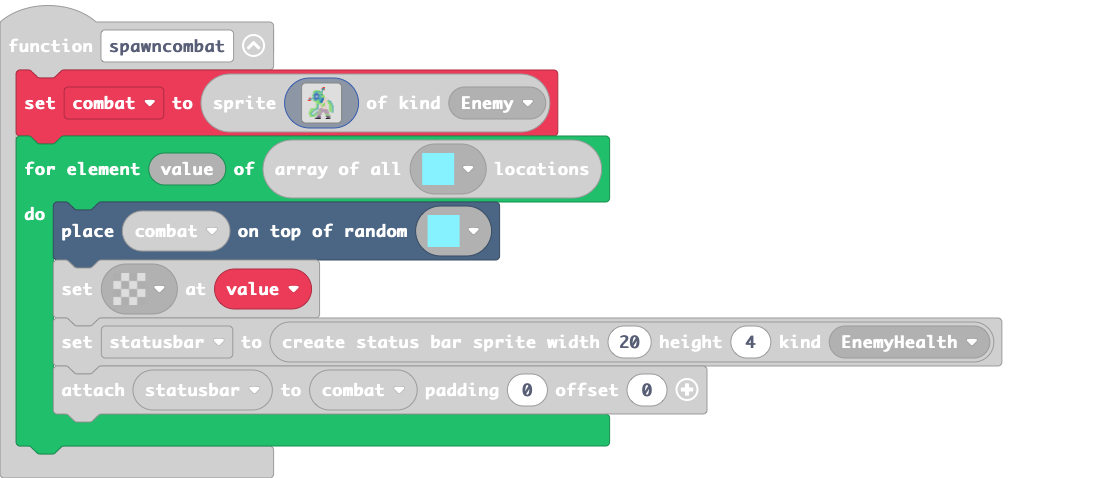 function spawncombat
set combat to sprite of kind Enemy
for element value of array of all locations
do
place combat on top of random
set at value
set statusbar to create status bar sprite width 20 height 4 kind EnemyHealth
attach statusbar to combat padding 0 offset 0